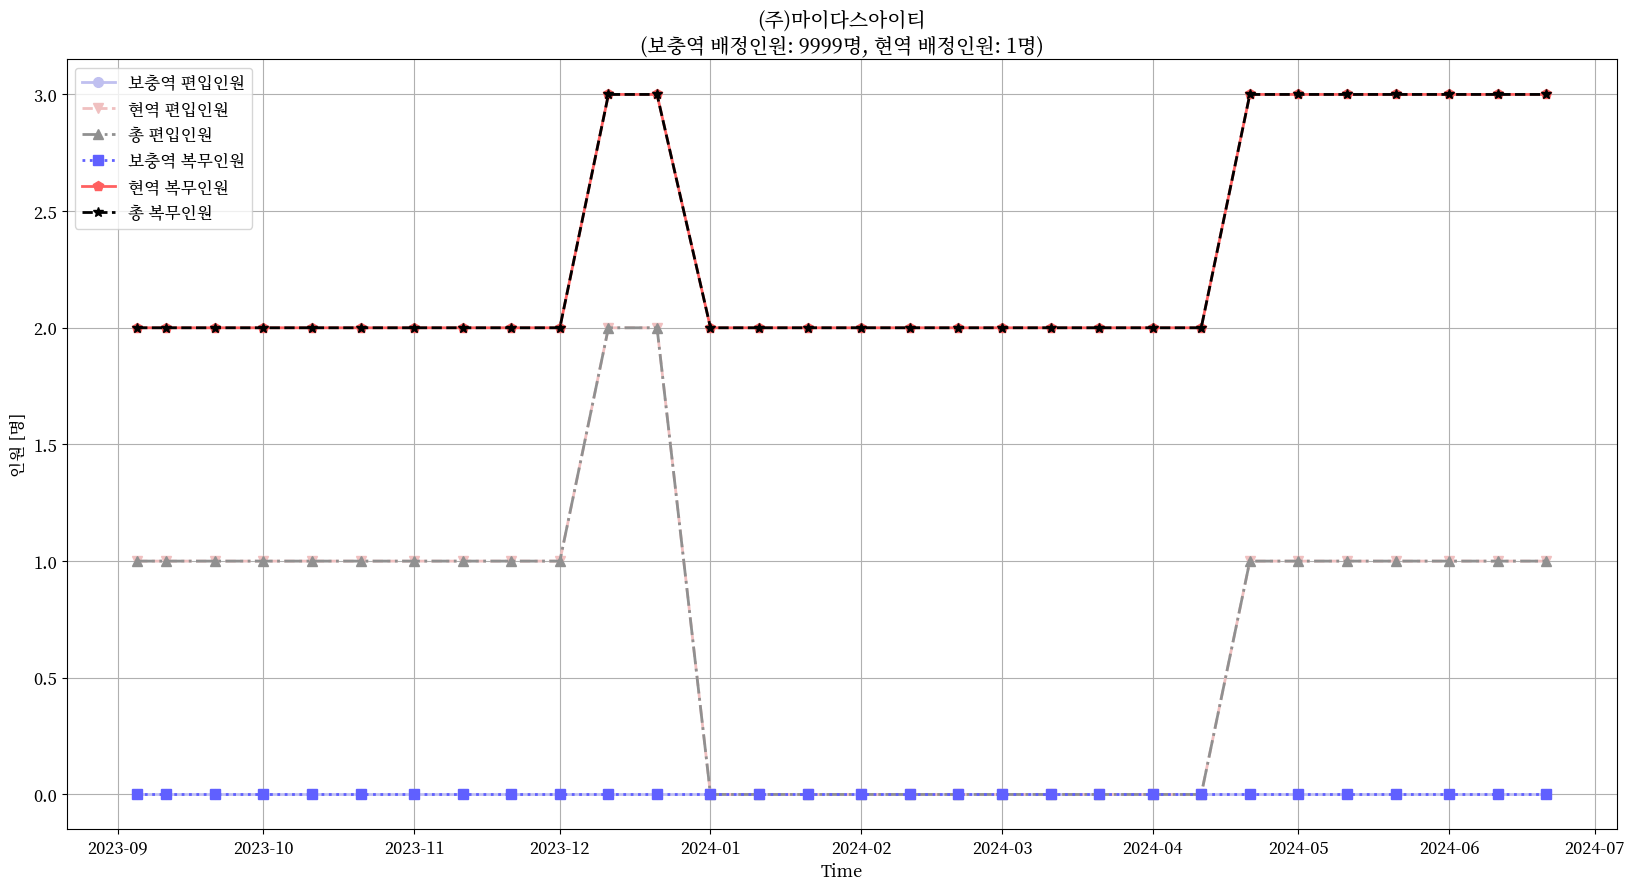 (주)마이다스아이티
(보충역 배정인원: 9999명, 현역 배정인원: 1명)
보충역 편입인원
현역 편입인원
총 편입인원
보충역 복무인원
현역 복무인원
총 복무인원
3.0
2.5
2.0
1.5
1.0
0.5
0.0
인원 [명]
2023-09 2023-10 2023-11 2023-12 2024-01 2024-02 2024-03 2024-04 2024-05 2024-06 2024-07
Time